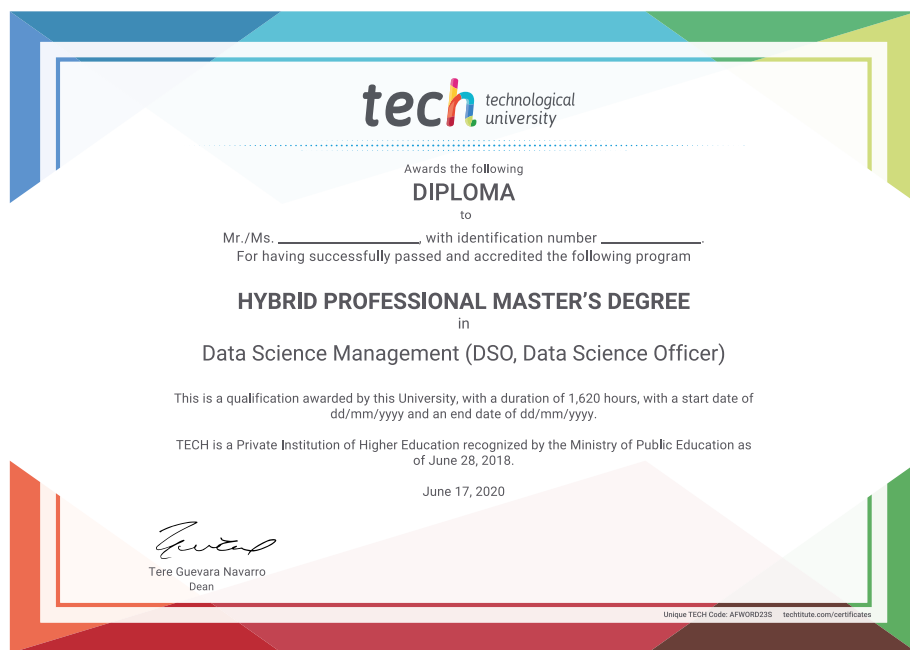 tech technological
university
Awards the following
DIPLOMA
to
Mr./Ms. ____________________, with identification number ______________.
For having successfully passed and accredited the following program
HYBRID PROFESSIONAL MASTER’S DEGREE
in
Data Science Management (DSO, Data Science Officer)
This is a qualification awarded by this University, with a duration of 1,620 hours, with a start date of
dd/mm/yyyy and an end date of dd/mm/yyyy.
TECH is a Private Institution of Higher Education recognized by the Ministry of Public Education as
of June 28, 2018.
June 17, 2020
Tere Guevara Navarro
Dean
Unique TECH Code: AFWORD23S techtitute.com/certificates